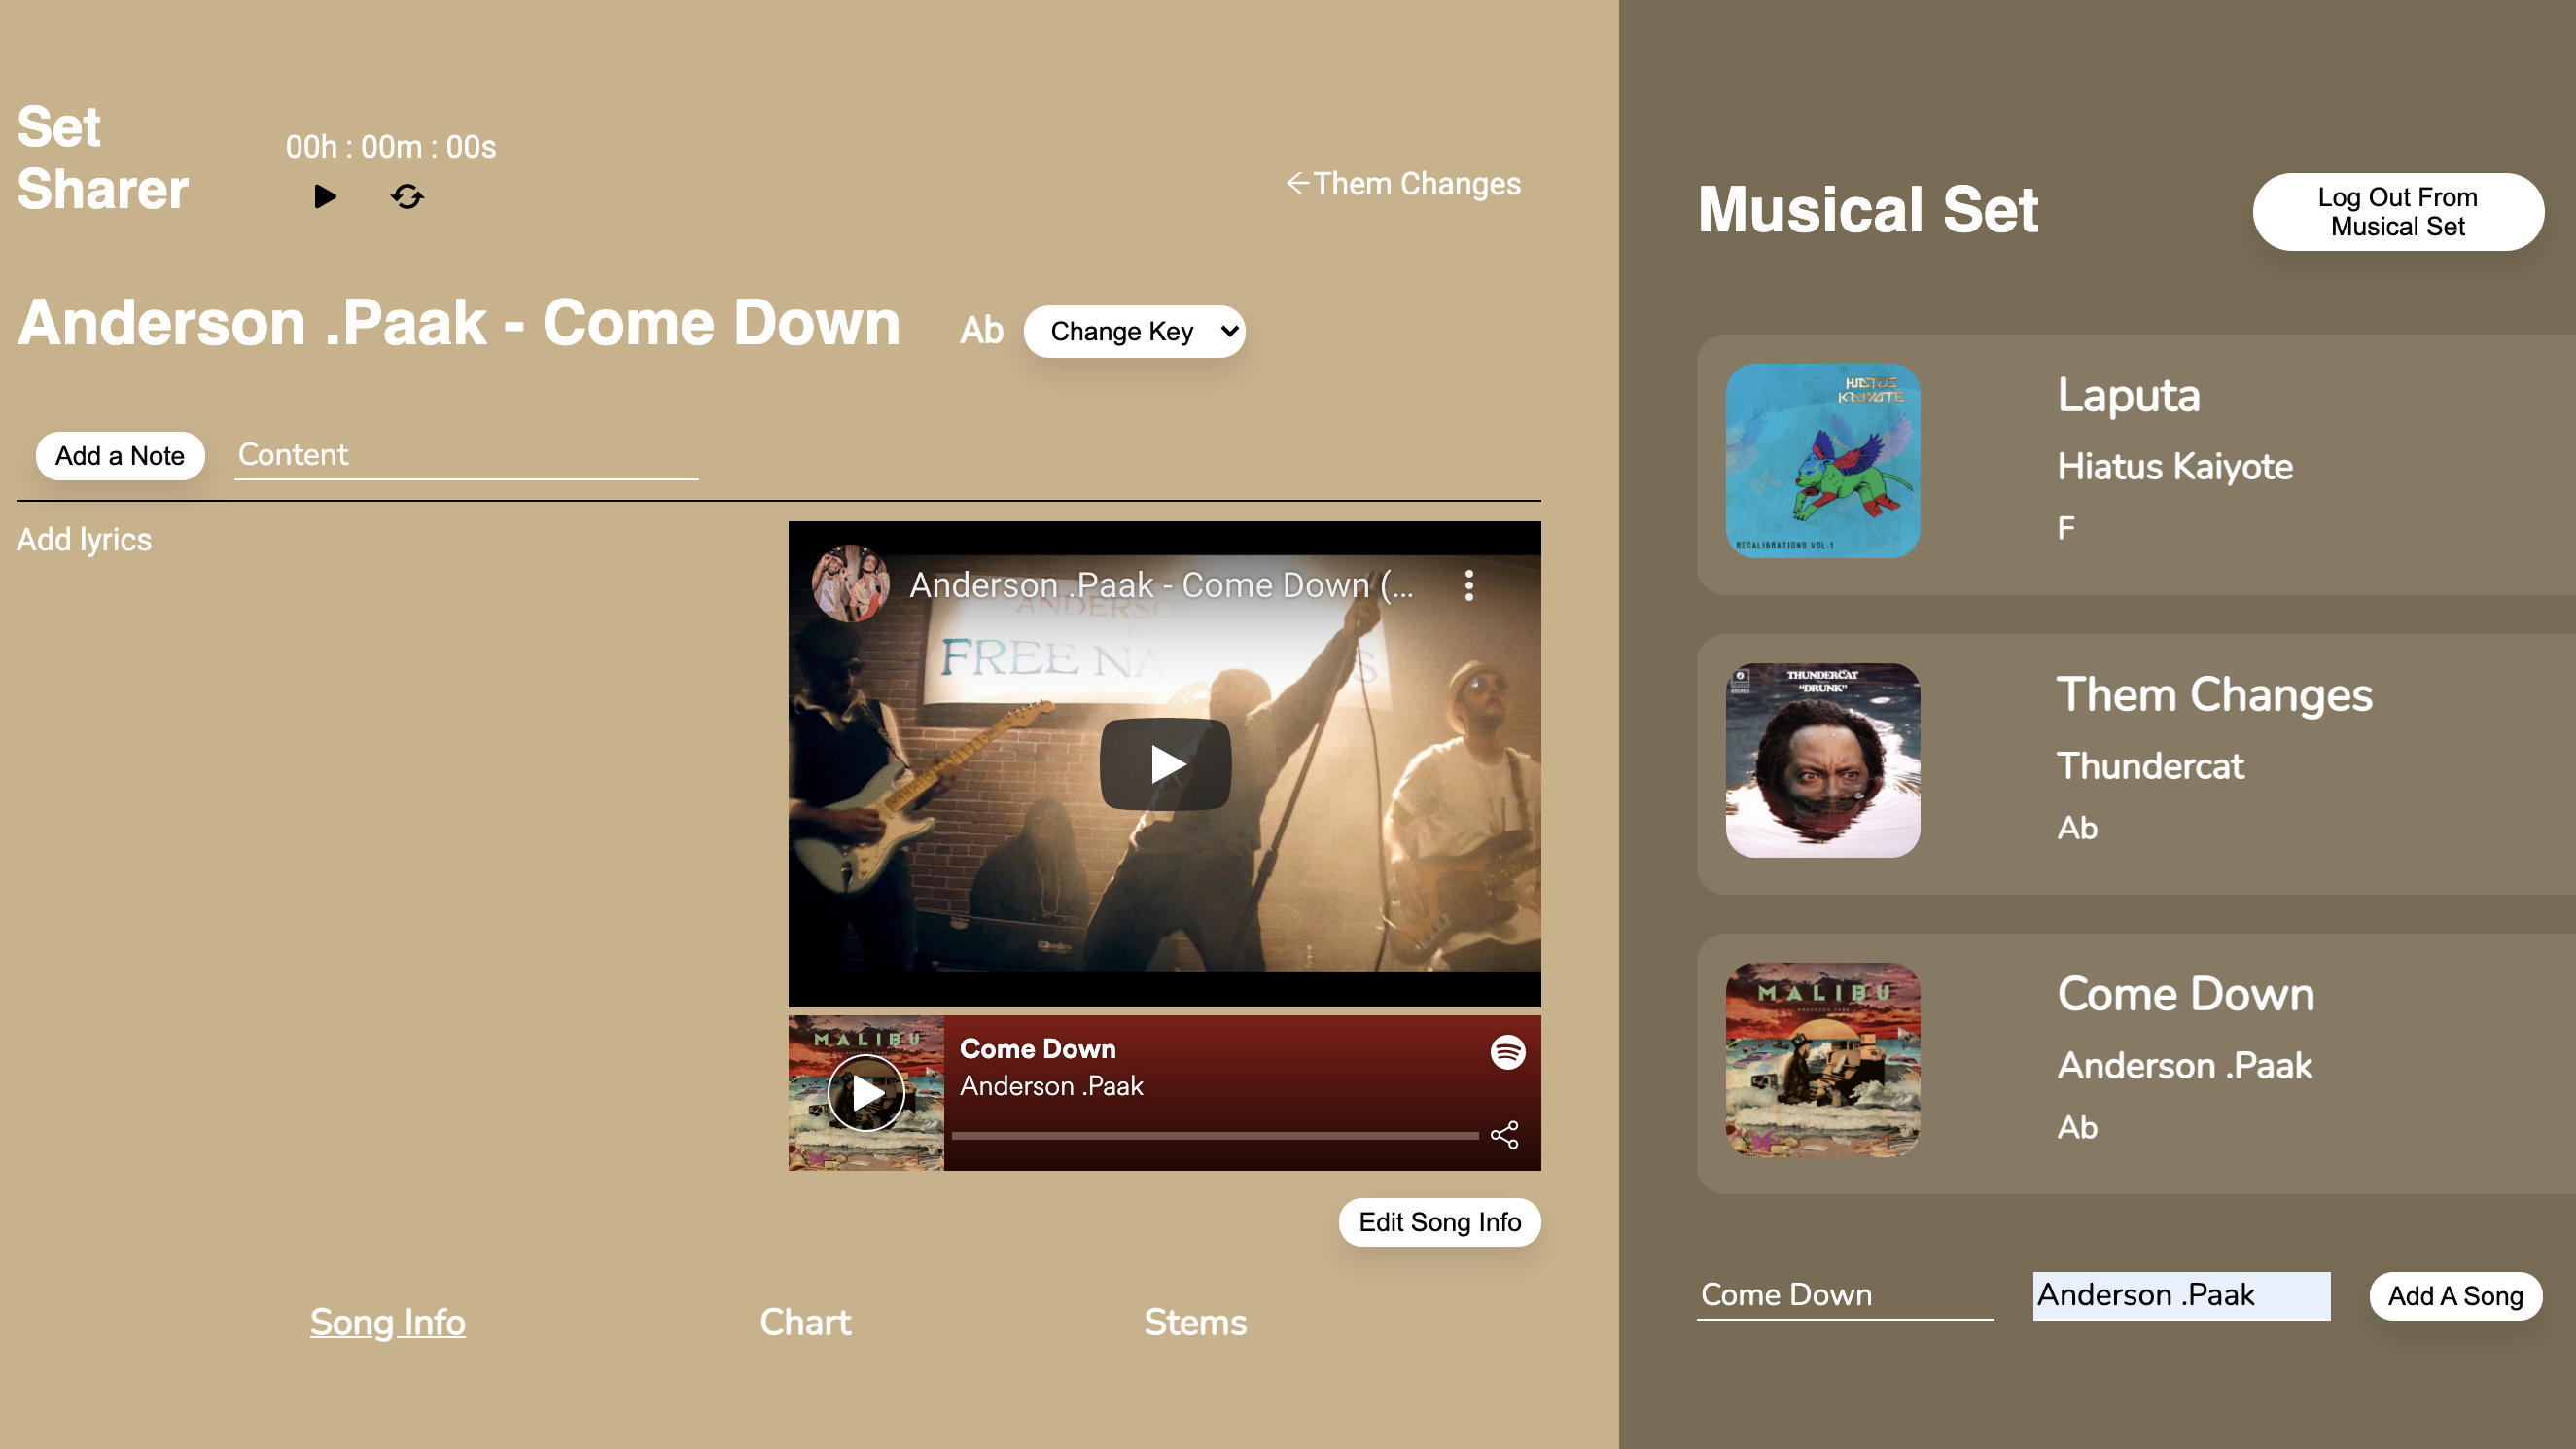 Set
Sharer
00h : 00m : 00s
Them Changes
Anderson .Paak - Come Down
Ab
Change Key
Add a Note
Content
Add lyrics
Anderson .Paak - Come Down (...
FREE NA
S
MALIBU
Come Down
Anderson .Paak
Edit Song Info
Song Info
Chart
Stems
Musical Set
Log Out From
Musical Set
HIATUS
KAIYOTE
RECALIBRATIONS VOL.1
Laputa
Hiatus Kaiyote
F
STEREO
THUNDERCAT
"DRUNK"
Them Changes
Thundercat
Ab
MALIBU
ANDERSON .PAAK
Come Down
Anderson .Paak
Ab
Come Down
Anderson .Paak
Add A Song